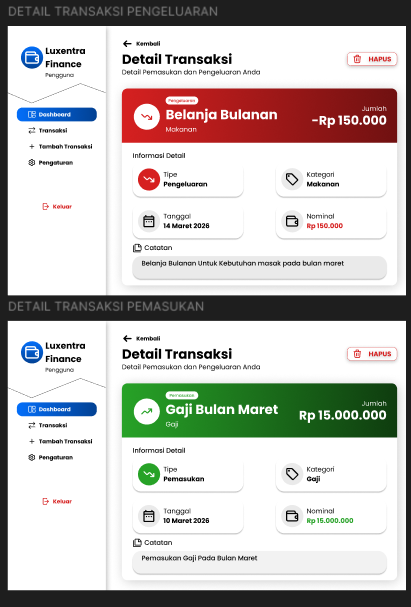 DETAIL TRANSAKSI PENGELUARAN
Luxentra
Finance
Pengguna
Dashboard
Transaksi
Tambah Transaksi
Pengaturan
Keluar
Kembali
Detail Transaksi
Detail Pemasukan dan Pengeluaran Anda
HAPUS
Pengeluaran
Belanja Bulanan
Makanan
Jumlah
-Rp 150.000
Informasi Detail
Tipe
Pengeluaran
Kategori
Makanan
Tanggal
14 Maret 2026
Nominal
Rp 150.000
Catatan
Belanja Bulanan Untuk Kebutuhan masak pada bulan maret
DETAIL TRANSAKSI PEMASUKAN
Luxentra
Finance
Pengguna
Dashboard
Transaksi
Tambah Transaksi
Pengaturan
Keluar
Kembali
Detail Transaksi
Detail Pemasukan dan Pengeluaran Anda
HAPUS
Pemasukan
Gaji Bulan Maret
Gaji
Jumlah
Rp 15.000.000
Informasi Detail
Tipe
Pemasukan
Kategori
Gaji
Tanggal
10 Maret 2026
Nominal
Rp 15.000.000
Catatan
Pemasukan Gaji Pada Bulan Maret